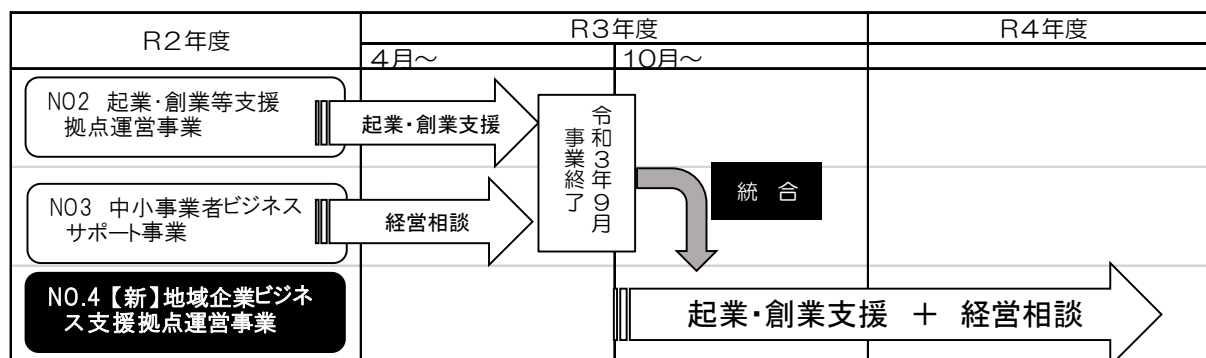 R2年度
R3年度
R4年度
4月～
10月～
NO2 起業・創業等支援
拠点運営事業
起業・創業支援
令和3年9月
事業終了
統 合
NO3 中小事業者ビジネス
サポート事業
経営相談
NO.4【新】地域企業ビジネ
ス支援拠点運営事業
起業・創業支援 ＋ 経営相談